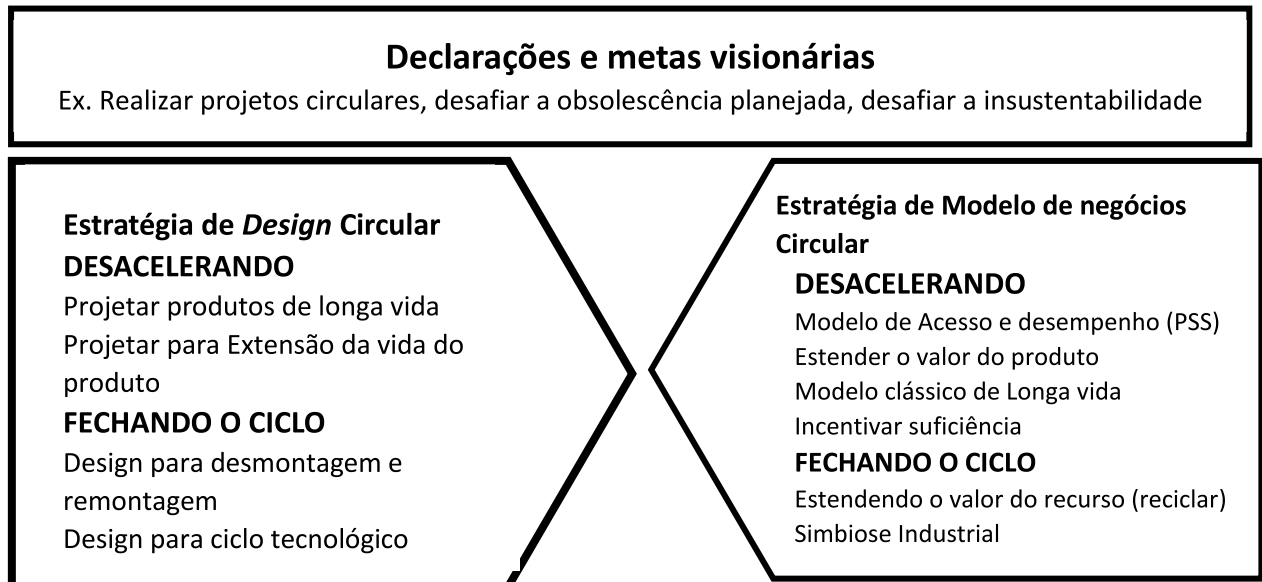 Declarações e metas visionárias
Ex. Realizar projetos circulares, desafiar a obsolescência planejada, desafiar a insustentabilidade
Estratégia de Design Circular
DESACELERANDO
Projetar produtos de longa vida
Projetar para Extensão da vida do
produto
FECHANDO O CICLO
Design para desmontagem e
remontagem
Design para ciclo tecnológico
Estratégia de Modelo de negócios
Circular
DESACELERANDO
Modelo de Acesso e desempenho (PSS)
Estender o valor do produto
Modelo clássico de Longa vida
Incentivar suficiência
FECHANDO O CICLO
Estendendo o valor do recurso (reciclar)
Simbiose Industrial